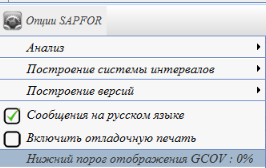 Опции SAPFOR
Анализ
Построение системы интервалов
Построение версий
Сообщения на русском языке
Включить отладочную печать
Нижний порог отображения GCOV : 0%